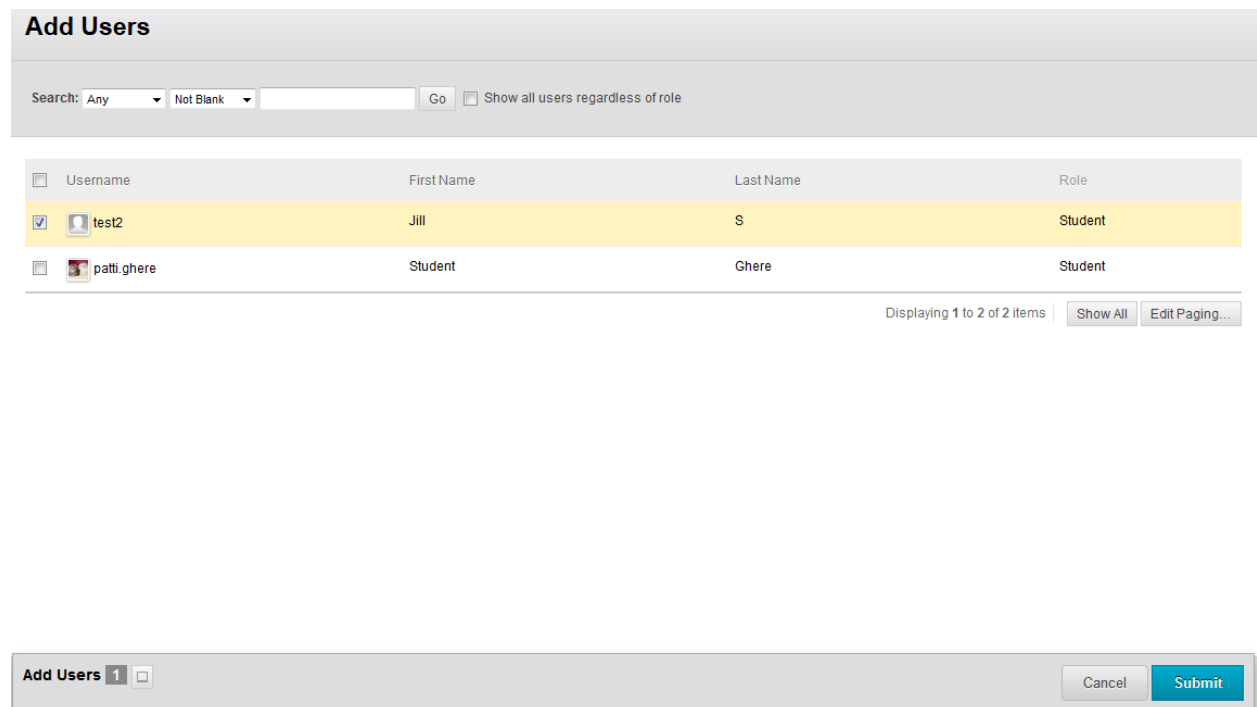 Add Users
Search: Any Not Blank Go Show all users regardless of role
Username First Name Last Name Role
test2 Jill S Student
patti.ghere Student Ghere Student
Displaying 1 to 2 of 2 items Show All Edit Paging...
Add Users 1 Cancel Submit